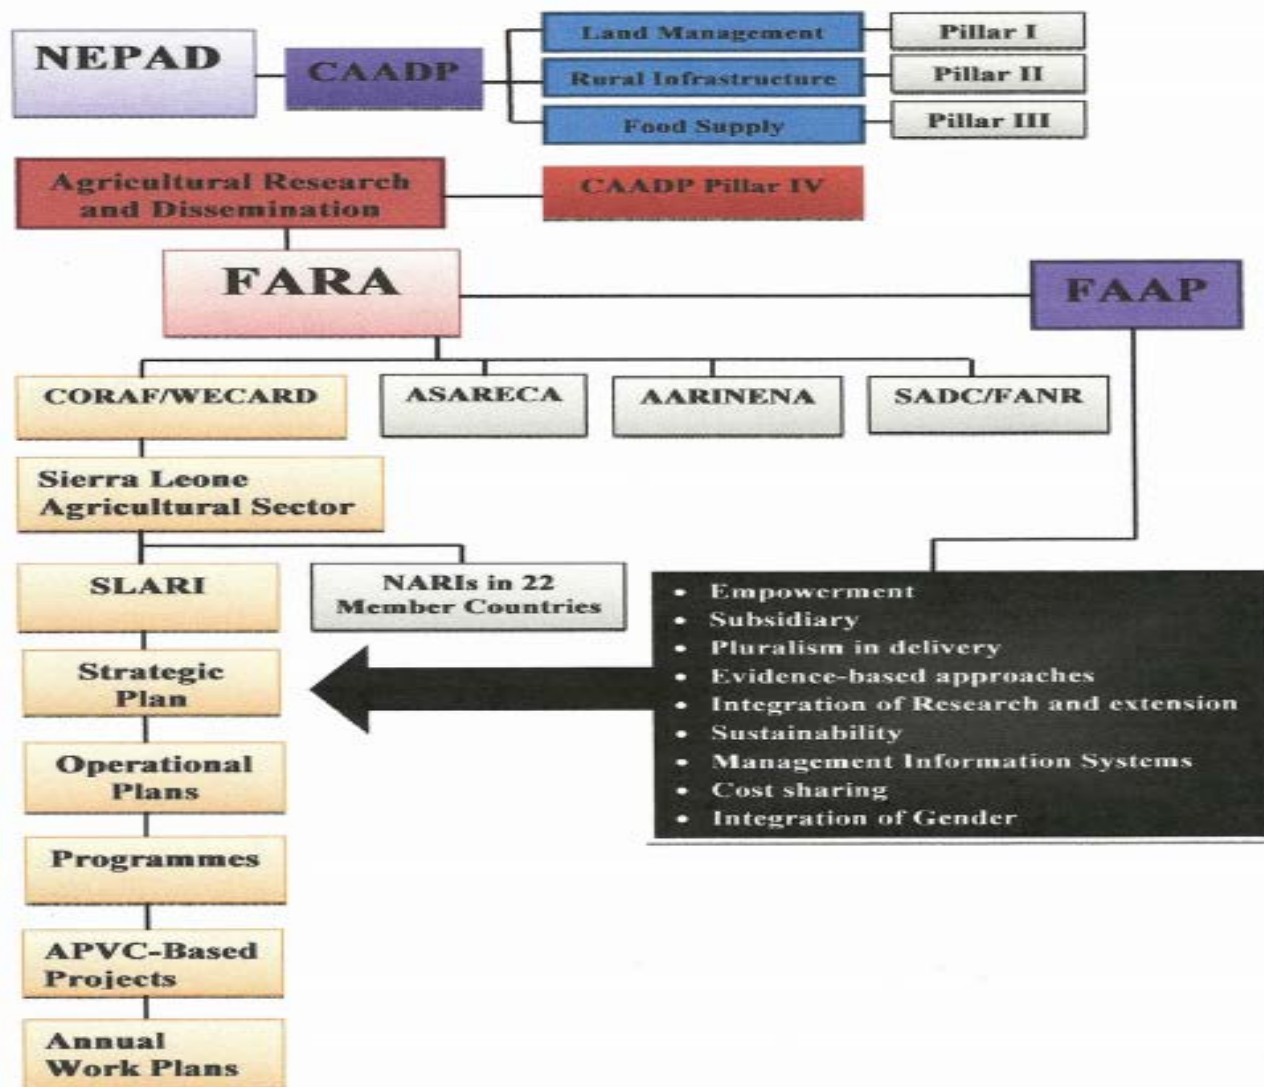 NEPAD
CAADP
Land Management
Pillar I
Rural Infrastructure
Pillar II
Food Supply
Pillar III
Agricultural Research
and Dissemination
CAADP Pillar IV
FARA
FAAP
CORAF/WECARD
ASARECA
AARINENA
SADC/FANR
Sierra Leone
Agricultural Sector
SLARI
NARIs in 22
Member Countries
Strategic
Plan
Operational
Plans
Programmes
APVC-Based
Projects
Annual
Work Plans
• Empowerment
• Subsidiary
• Pluralism in delivery
• Evidence-based approaches
• Integration of Research and extension
• Sustainability
• Management Information Systems
• Cost sharing
• Integration of Gender